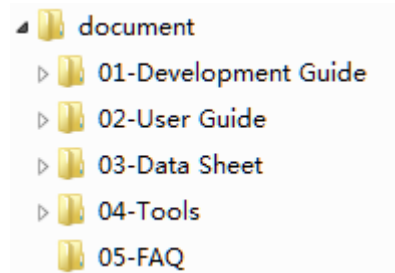 document
01-Development Guide
02-User Guide
03-Data Sheet
04-Tools
05-FAQ